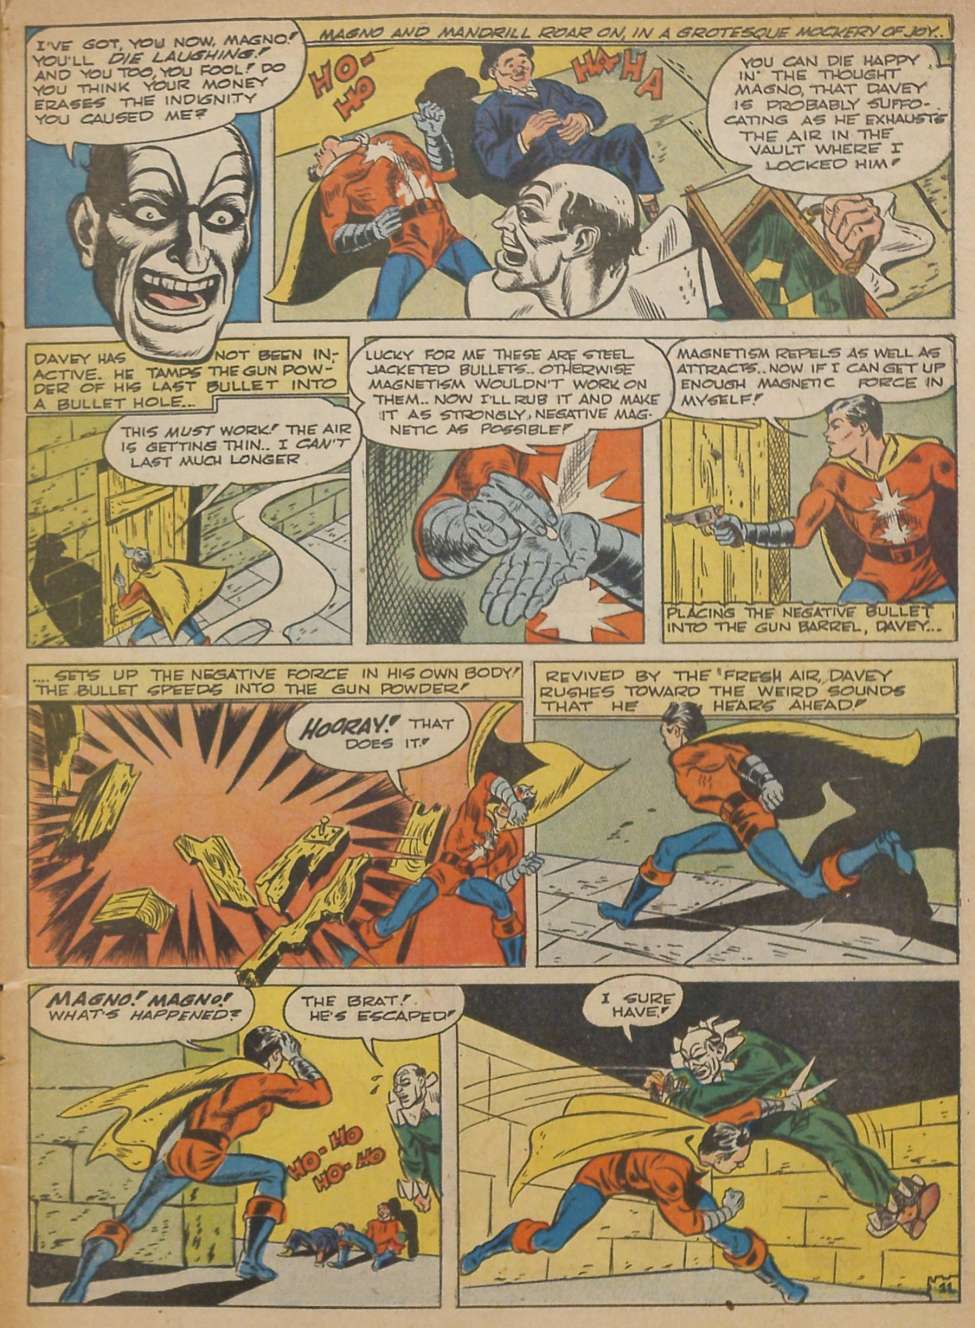 I'VE GOT, YOU NOW, MAGNO!
YOU'LL DIE LAUGHING!
AND YOU TOO, YOU FOOL! DO
YOU THINK YOUR MONEY
ERASES THE INDIGNITY
YOU CAUSED ME?
MAGNO AND MANDRILL ROAR ON, IN A GROTESQUE MOCKERY OF JOY..
HO-
HO
HA-HA
YOU CAN DIE HAPPY
IN THE THOUGHT
MAGNO, THAT DAVEY
IS PROBABLY SUFFO-
CATING AS HE EXHAUSTS
THE AIR IN THE
VAULT WHERE I
LOCKED HIM!
DAVEY HAS NOT BEEN IN-
ACTIVE. HE TAMPS THE GUN POW-
DER OF HIS LAST BULLET INTO
A BULLET HOLE...
THIS MUST WORK! THE AIR
IS GETTING THIN.. I CAN'T
LAST MUCH LONGER
LUCKY FOR ME THESE ARE STEEL
JACKETED BULLETS.. OTHERWISE
MAGNETISM WOULDN'T WORK ON
THEM.. NOW I'LL RUB IT AND MAKE
IT AS STRONGLY, NEGATIVE MAG-
NETIC AS POSSIBLE!
MAGNETISM REPELS AS WELL AS
ATTRACTS.. NOW IF I CAN GET UP
ENOUGH MAGNETIC FORCE IN
MYSELF!
PLACING THE NEGATIVE BULLET
INTO THE GUN BARREL, DAVEY...
.... SETS UP THE NEGATIVE FORCE IN HIS OWN BODY!
THE BULLET SPEEDS INTO THE GUN POWDER!
HOORAY! THAT
DOES IT!
REVIVED BY THE FRESH AIR, DAVEY
RUSHES TOWARD THE WEIRD SOUNDS
THAT HE HEARS AHEAD!
MAGNO! MAGNO!
WHAT'S HAPPENED?
THE BRAT!
HE'S ESCAPED!
HO-HO
HO-HO
I SURE
HAVE!
11